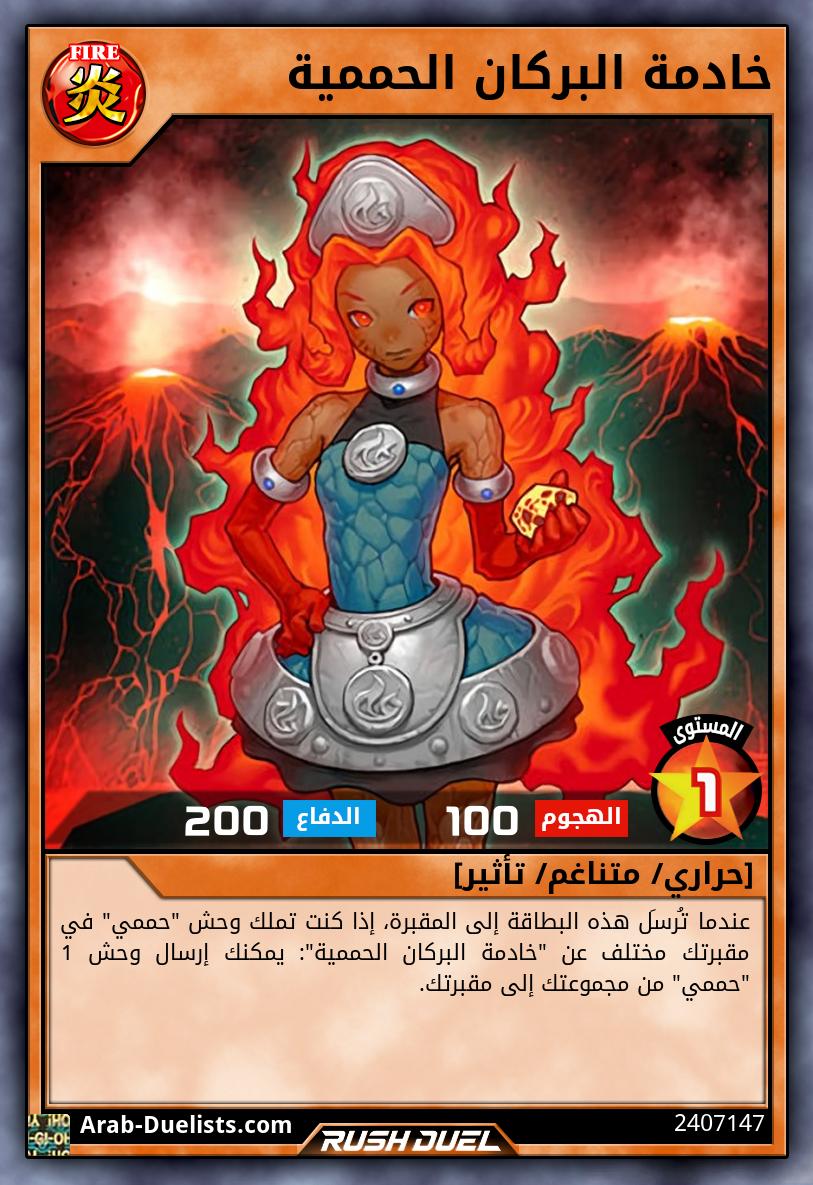 FIRE
炎
خادمة البركان الحممية
المستوى
1
الهجوم 100 الدفاع 200
[حراري/ متناغم/ تأثير]
عندما تُرسلَ هذه البطاقة إلى المقبرة، إذا كنت تملك وحش "حممي" في
مقبرتك مختلف عن "خادمة البركان الحممية": يمكنك إرسال وحش 1
"حممي" من مجموعتك إلى مقبرتك.
Arab-Duelists.com
RUSH DUEL
2407147